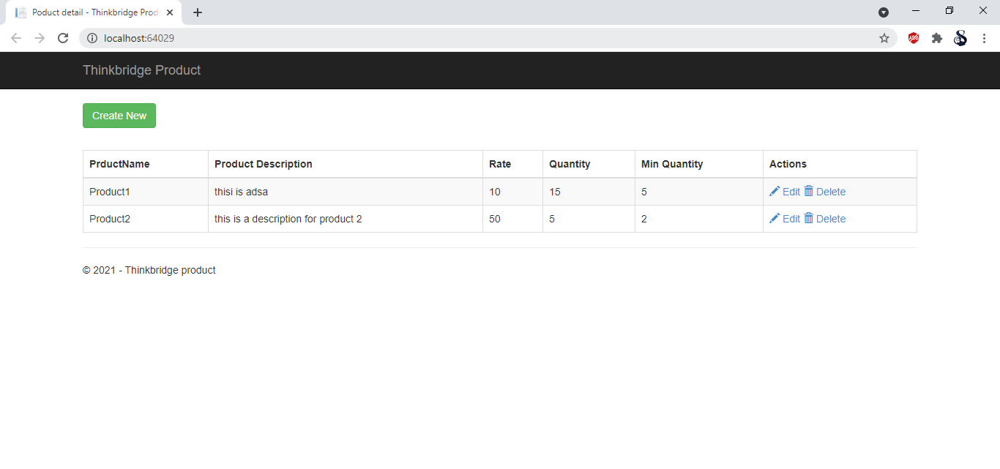 Poduct detail - Thinkbridge Prod
localhost:64029
ABP
Thinkbridge Product
Create New
PrductName Product Description Rate Quantity Min Quantity Actions
Product1 thisi is adsa 10 15 5 Edit Delete
Product2 this is a description for product 2 50 5 2 Edit Delete
© 2021 - Thinkbridge product